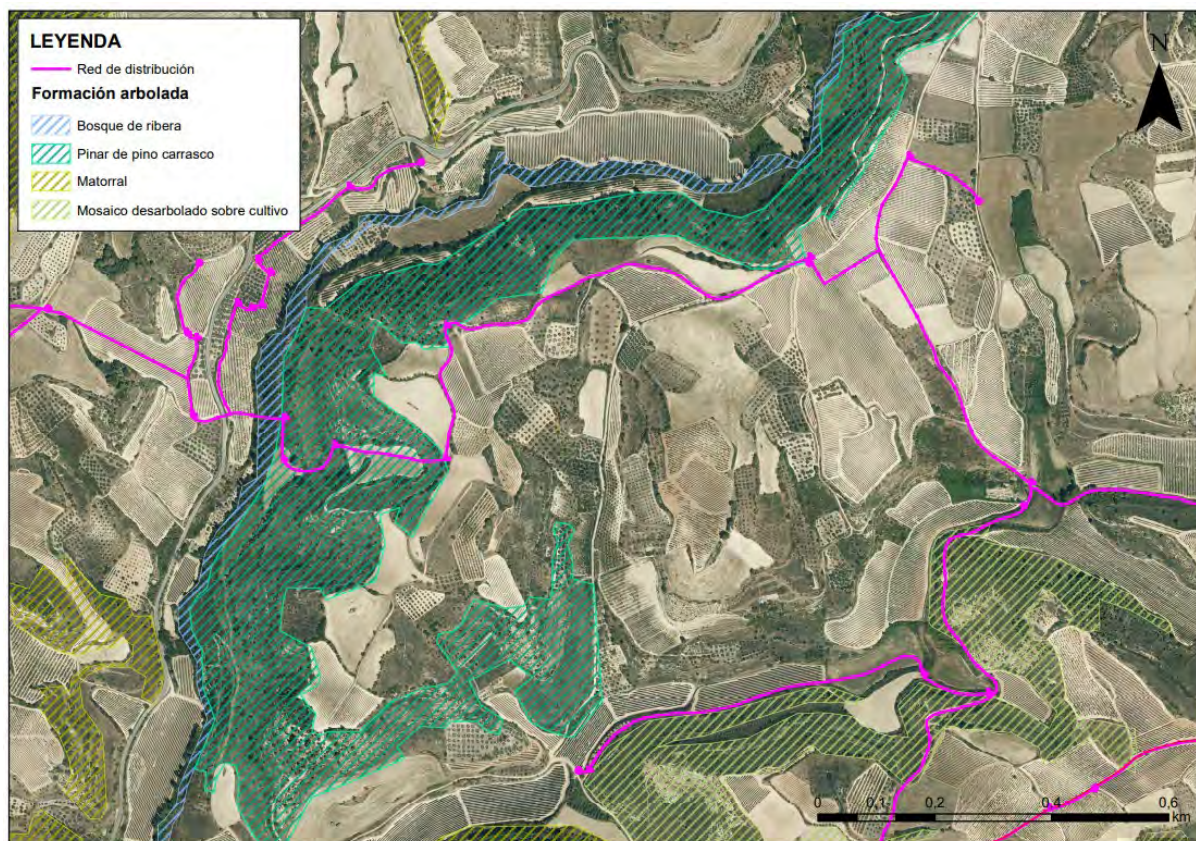 LEYENDA
Red de distribución
Formación arbolada
Bosque de ribera
Pinar de pino carrasco
Matorral
Mosaico desarbolado sobre cultivo
N
0 0,1 0,2 0,4 0,6
km